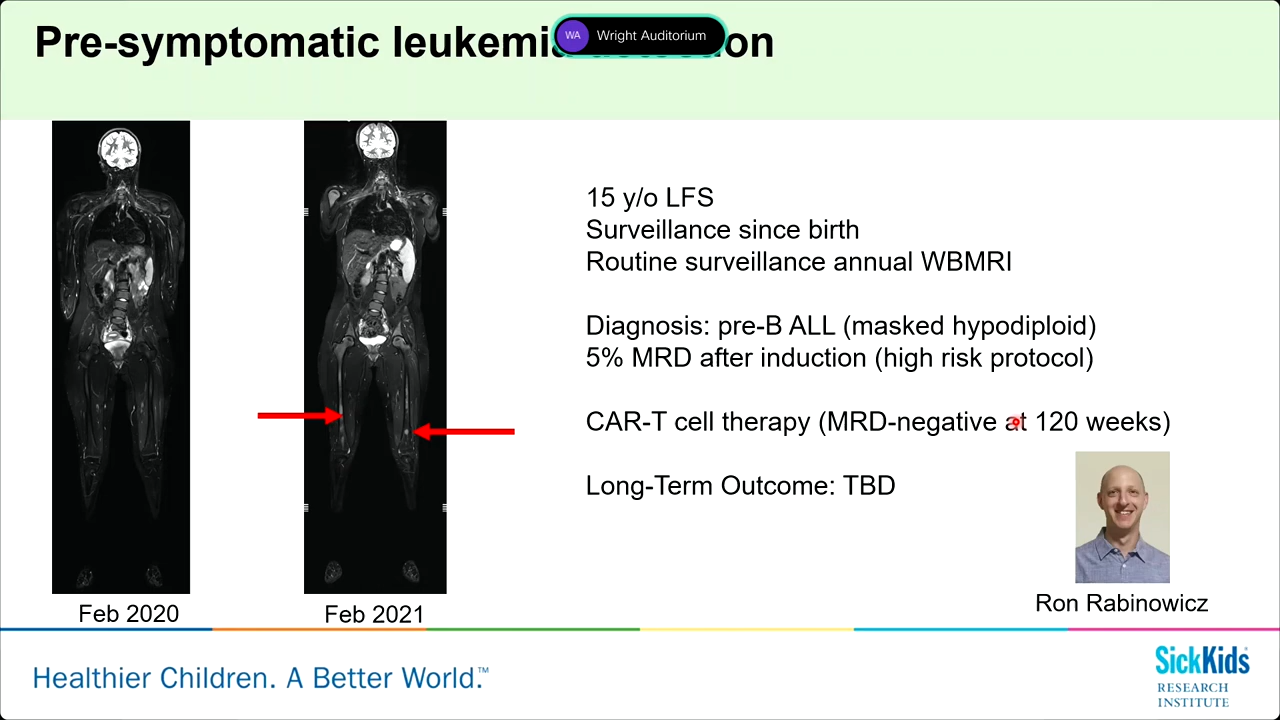 Pre-symptomatic leukemia
WA Wright Auditorium
15 y/o LFS
Surveillance since birth
Routine surveillance annual WBMRI
Diagnosis: pre-B ALL (masked hypodiploid)
5% MRD after induction (high risk protocol)
CAR-T cell therapy (MRD-negative at 120 weeks)
Long-Term Outcome: TBD
Ron Rabinowicz
Feb 2020
Feb 2021
Healthier Children. A Better World.™
SickKids
RESEARCH
INSTITUTE